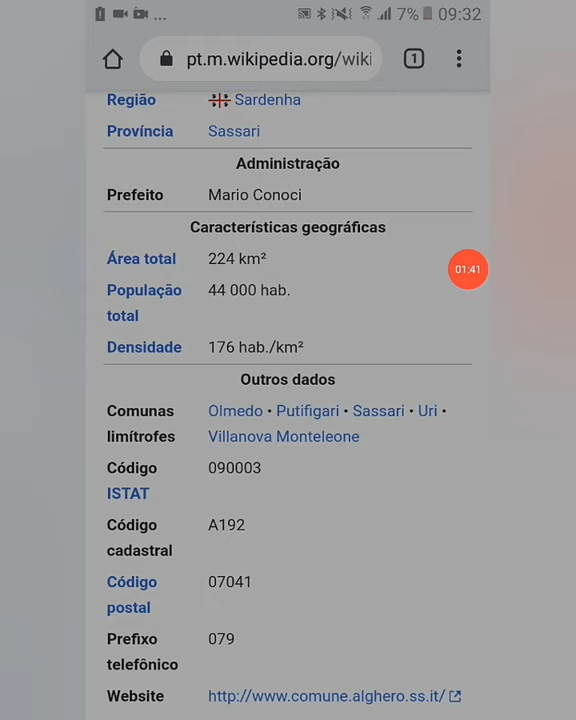 ... 7% 09:32
pt.m.wikipedia.org/wiki 1
Região Sardenha
Província Sassari
Administração
Prefeito Mario Conoci
Características geográficas
Área total 224 km²
01:41
População total 44 000 hab.
Densidade 176 hab./km²
Outros dados
Comunas limítrofes Olmedo • Putifigari • Sassari • Uri •
Villanova Monteleone
Código ISTAT 090003
Código cadastral A192
Código postal 07041
Prefixo telefônico 079
Website http://www.comune.alghero.ss.it/